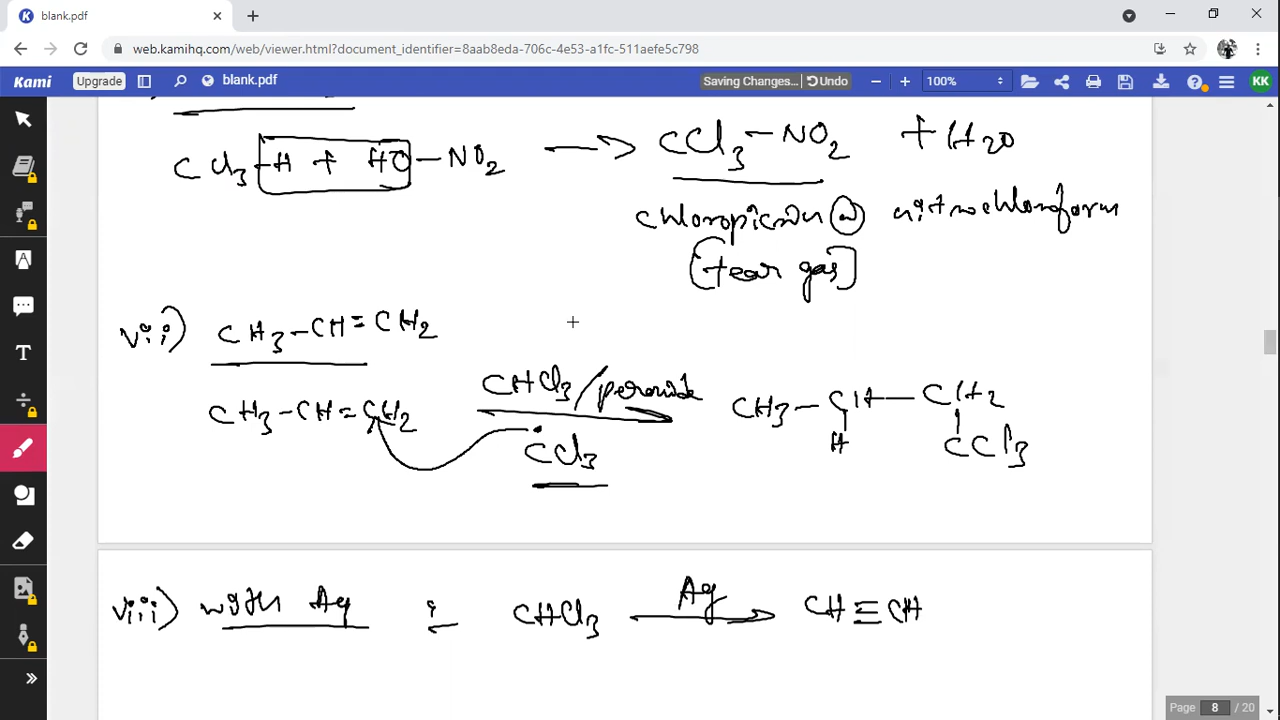 blank.pdf
web.kamihq.com/web/viewer.html?document_identifier=8aab8eda-706c-4e53-a1fc-511aefe5c798
Kami Upgrade blank.pdf Saving Changes... Undo 100% KK
CCl3-H + HO-NO2 → CCl3-NO2 + H2O
chloropicrin or nitrochloroform
[tear gas]
vii) CH3-CH=CH2
CH3-CH=CH2 CHCl3/peroxide CH3-CH-CH2
ĊCl3 H CCl3
viii) with Ag : CHCl3 Ag→ CH≡CH
Page 8 / 20